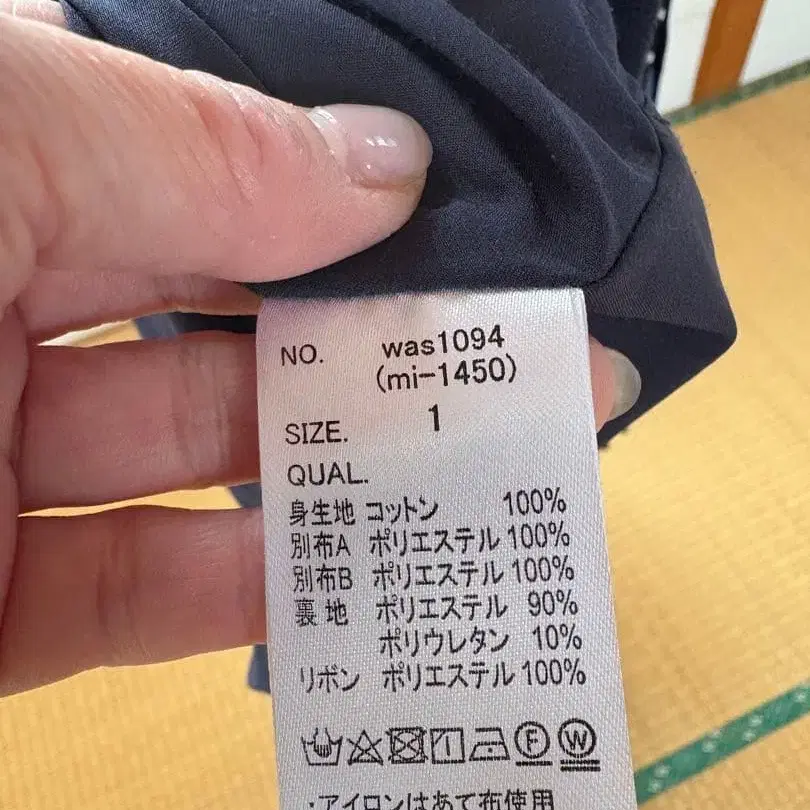 NO. was1094
(mi-1450)
SIZE. 1
QUAL.
身生地 コットン 100%
別布A ポリエステル 100%
別布B ポリエステル 100%
裏地 ポリエステル 90%
ポリウレタン 10%
リボン ポリエステル 100%
F W
・アイロンはあて布使用